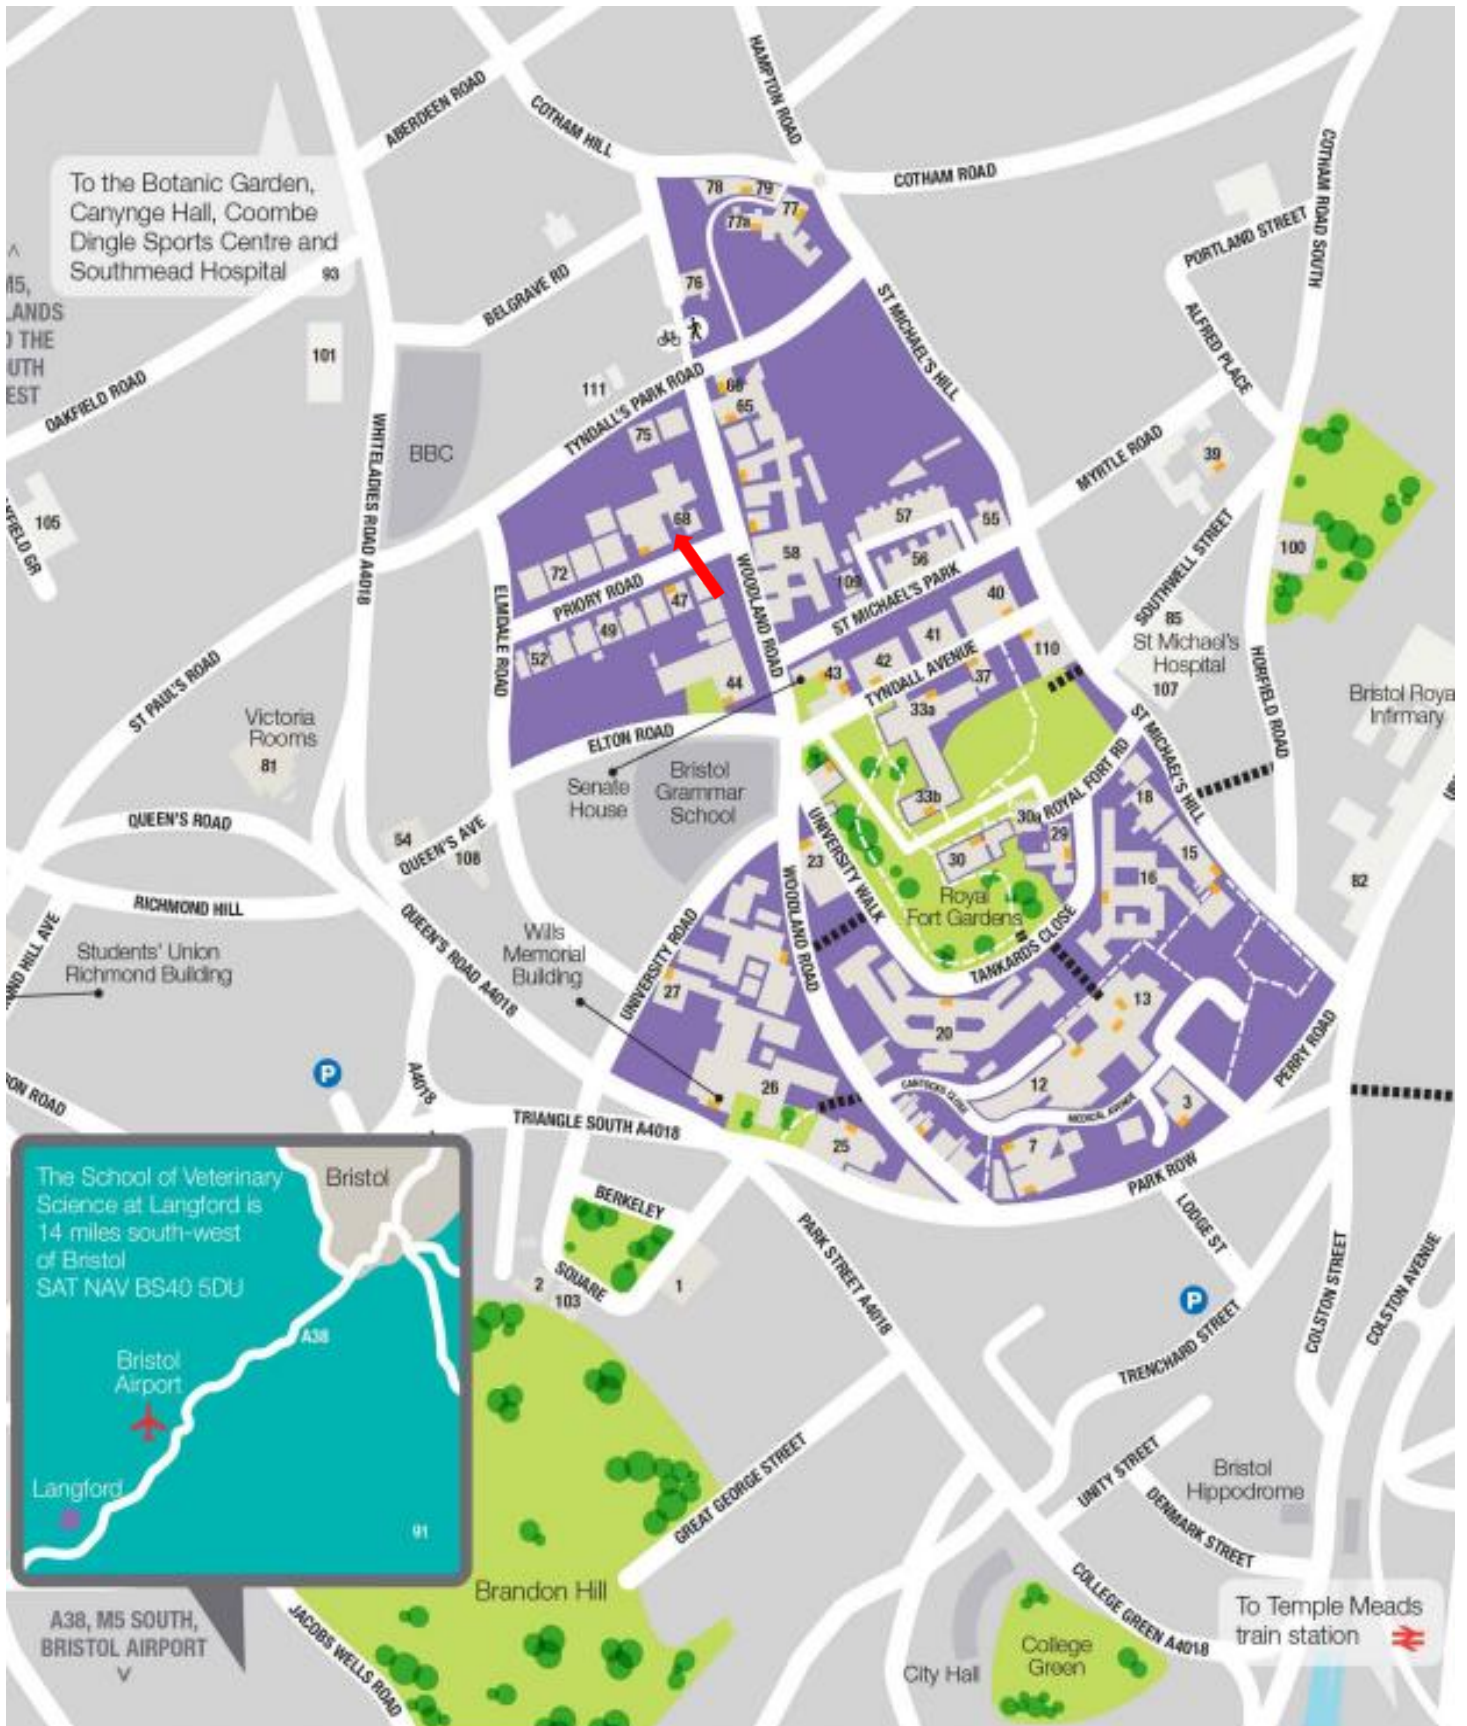 HAMPTON ROAD
ABERDEEN ROAD
COTHAM HILL
COTHAM ROAD
COTHAM ROAD SOUTH
To the Botanic Garden,
Canynge Hall, Coombe
Dingle Sports Centre and
Southmead Hospital 93
78
79
77
77a
PORTLAND STREET
BELGRAVE RD
76
ST MICHAEL'S HILL
ALFRED PLACE
101
111
TYNDALL'S PARK ROAD
65
OAKFIELD ROAD
WHITELADIES ROAD A4018
BBC
75
MYRTLE ROAD
39
105
68
57
55
58
56
109
100
72
PRIORY ROAD
WOODLAND ROAD
ST MICHAEL'S PARK
SOUTHWELL STREET
ELMDALE ROAD
47
49
52
40
41
42
43
110
85
St Michael's
Hospital
107
HORFIELD ROAD
44
TYNDALL AVENUE
37
33a
ST PAUL'S ROAD
Victoria
Rooms
81
ELTON ROAD
Senate
House
Bristol
Grammar
School
33b
30a
ROYAL FORT RD
ST MICHAEL'S HILL
18
Infirmary
QUEEN'S ROAD
54
QUEEN'S AVE
108
UNIVERSITY WALK
23
30
29
15
16
82
RICHMOND HILL
Royal
Fort Gardens
Students' Union
Richmond Building
Wills
Memorial
Building
QUEEN'S ROAD A4018
UNIVERSITY ROAD
WOODLAND ROAD
TANKARDS CLOSE
27
20
13
PERRY ROAD
P
A4018
26
12
CANTOCKS CLOSE
MEDICAL AVENUE
3
TRIANGLE SOUTH A4018
25
7
PARK ROW
The School of Veterinary
Science at Langford is
14 miles south-west
of Bristol
SAT NAV BS40 5DU
Bristol
A38
Bristol
Airport
Langford
91
BERKELEY
SQUARE
2
103
1
PARK STREET A4018
LODGE ST
P
TRENCHARD STREET
COLSTON STREET
COLSTON AVENUE
GREAT GEORGE STREET
UNITY STREET
DENMARK STREET
Bristol
Hippodrome
Brandon Hill
A38, M5 SOUTH,
BRISTOL AIRPORT
JACOBS WELLS ROAD
COLLEGE GREEN A4018
City Hall
College
Green
To Temple Meads
train station